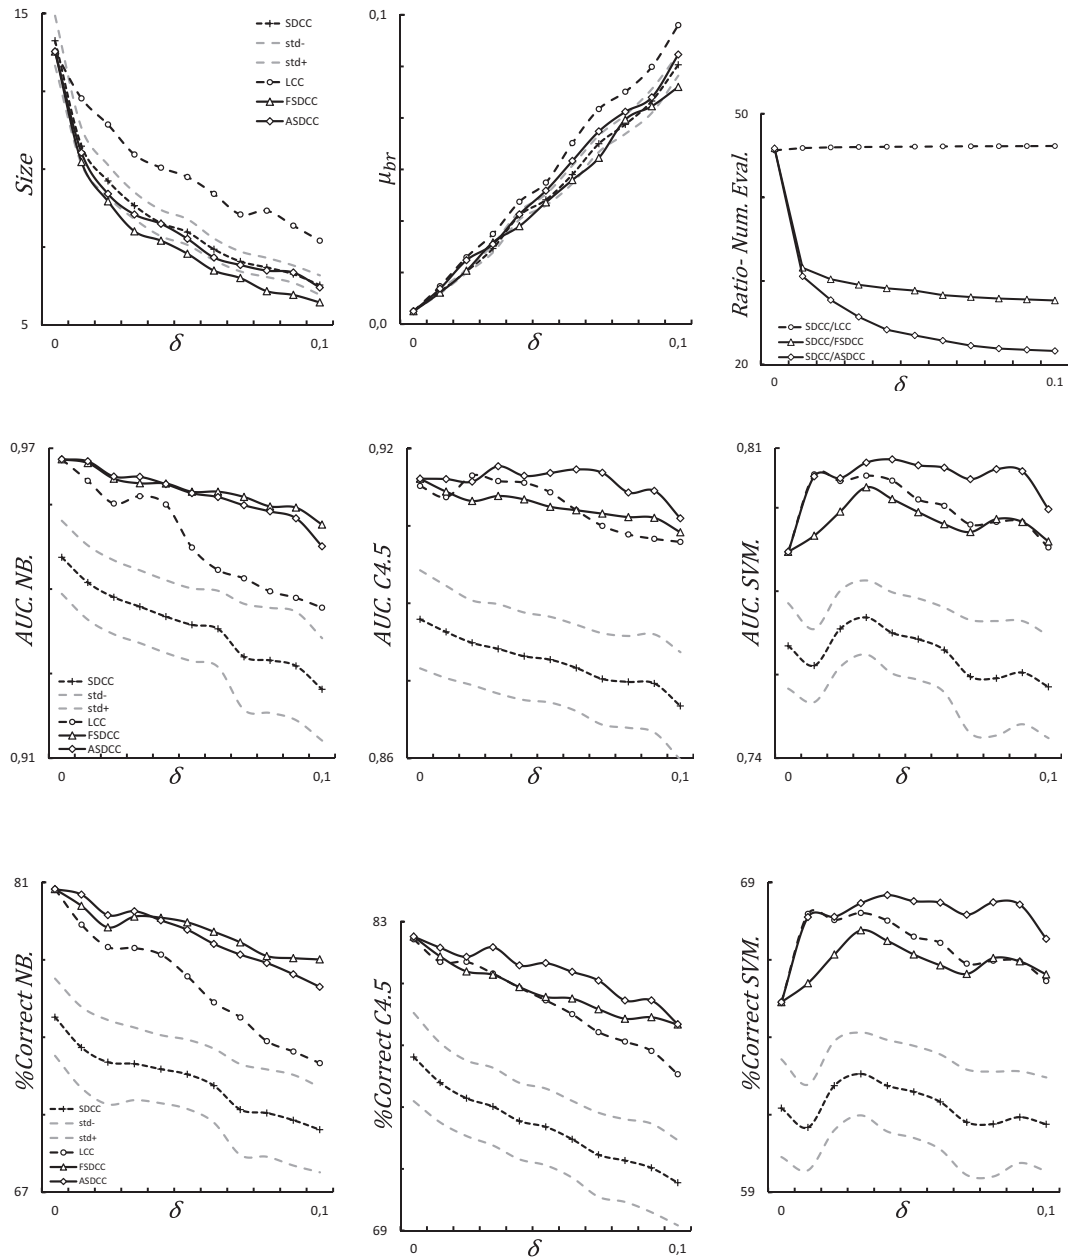 15
Size
5
0
δ
0,1
SDCC
std-
std+
LCC
FSDCC
ASDCC
0,1
μbr
0,0
0
δ
0,1
50
Ratio- Num. Eval.
20
SDCC/LCC
SDCC/FSDCC
SDCC/ASDCC
0
δ
0.1
0,97
AUC. NB.
0,91
SDCC
std-
std+
LCC
FSDCC
ASDCC
0
δ
0,1
0,92
AUC. C4.5
0,86
0
δ
0,1
0,81
AUC. SVM.
0,74
0
δ
0,1
81
%Correct NB.
67
SDCC
std-
std+
LCC
FSDCC
ASDCC
0
δ
0,1
83
%Correct C4.5
69
0
δ
0,1
69
%Correct SVM.
59
0
δ
0,1